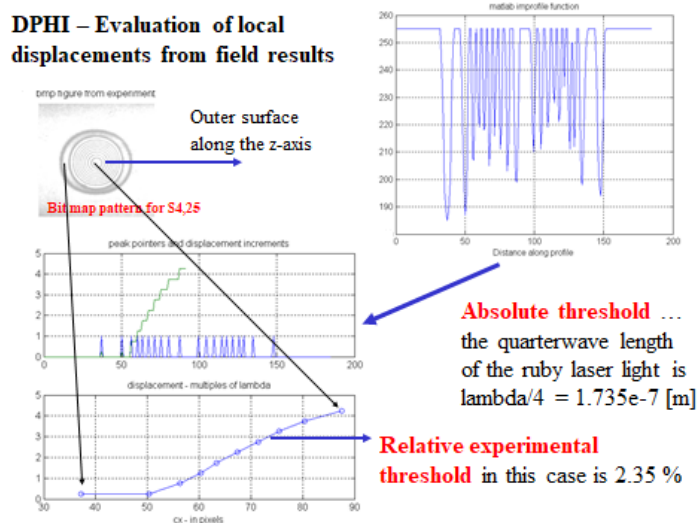 DPHI – Evaluation of local
displacements from field results
bmp figure from experiment
Outer surface
along the z-axis
Bit map pattern for S4,25
matlab improfile function
260
250
240
230
220
210
200
190
0 50 100 150 200
Distance along profile
peak pointers and displacement increments
5
4
3
2
1
0
0 50 100 150 200
Absolute threshold ...
the quarterwave length
of the ruby laser light is
lambda/4 = 1.735e-7 [m]
displacement - multiples of lambda
5
4
3
2
1
0
30 40 50 60 70 80 90
cx - in pixels
Relative experimental
threshold in this case is 2.35 %